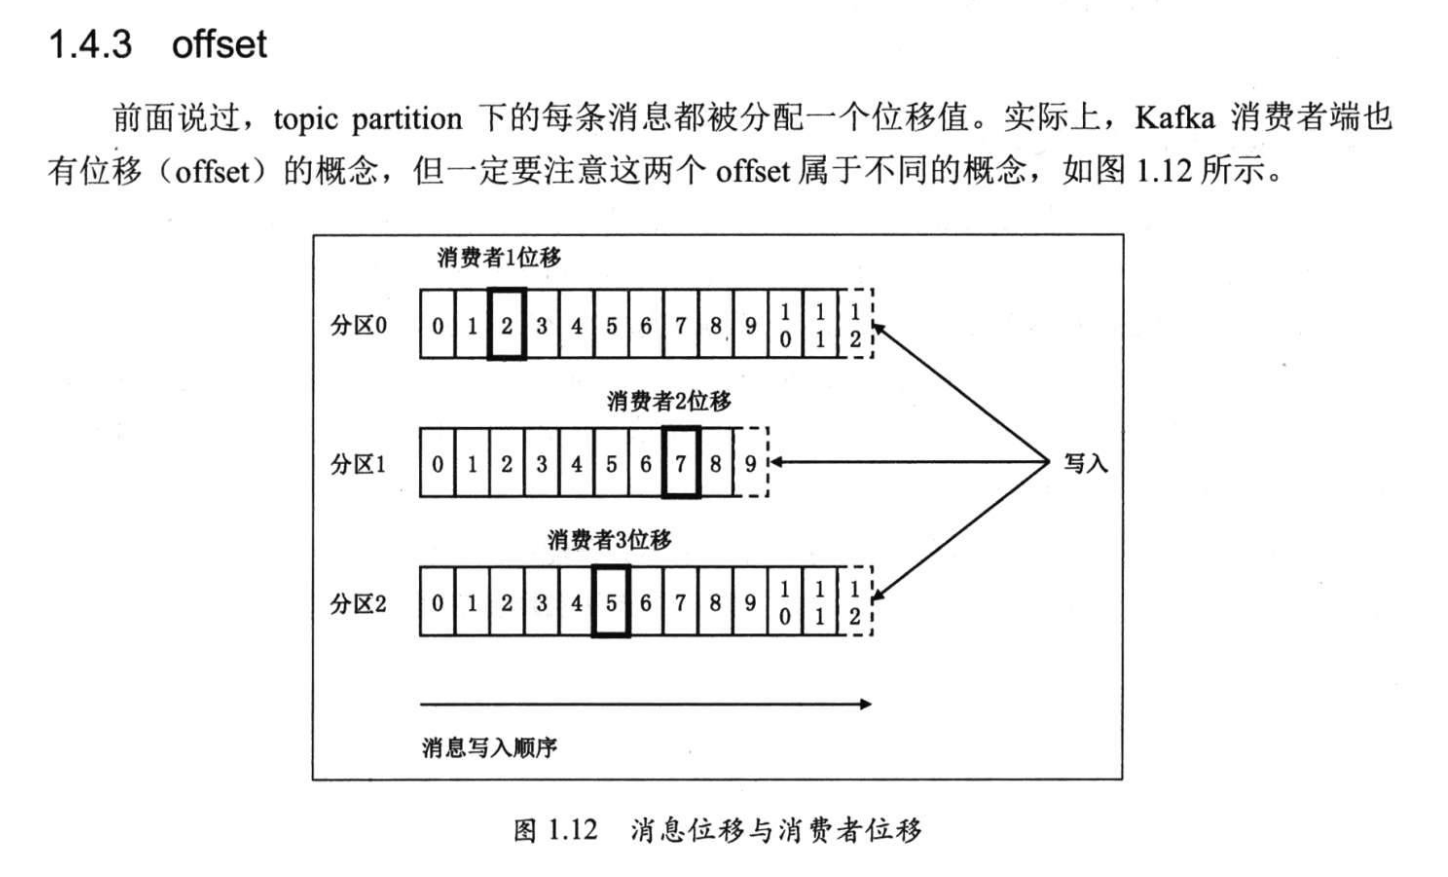 1.4.3 offset
前面说过，topic partition 下的每条消息都被分配一个位移值。实际上，Kafka 消费者端也
有位移（offset）的概念，但一定要注意这两个 offset 属于不同的概念，如图 1.12 所示。
消费者1位移
分区0 0 1 2 3 4 5 6 7 8 9 10 11 12
消费者2位移
分区1 0 1 2 3 4 5 6 7 8 9
写入
消费者3位移
分区2 0 1 2 3 4 5 6 7 8 9 10 11 12
消息写入顺序
图 1.12 消息位移与消费者位移